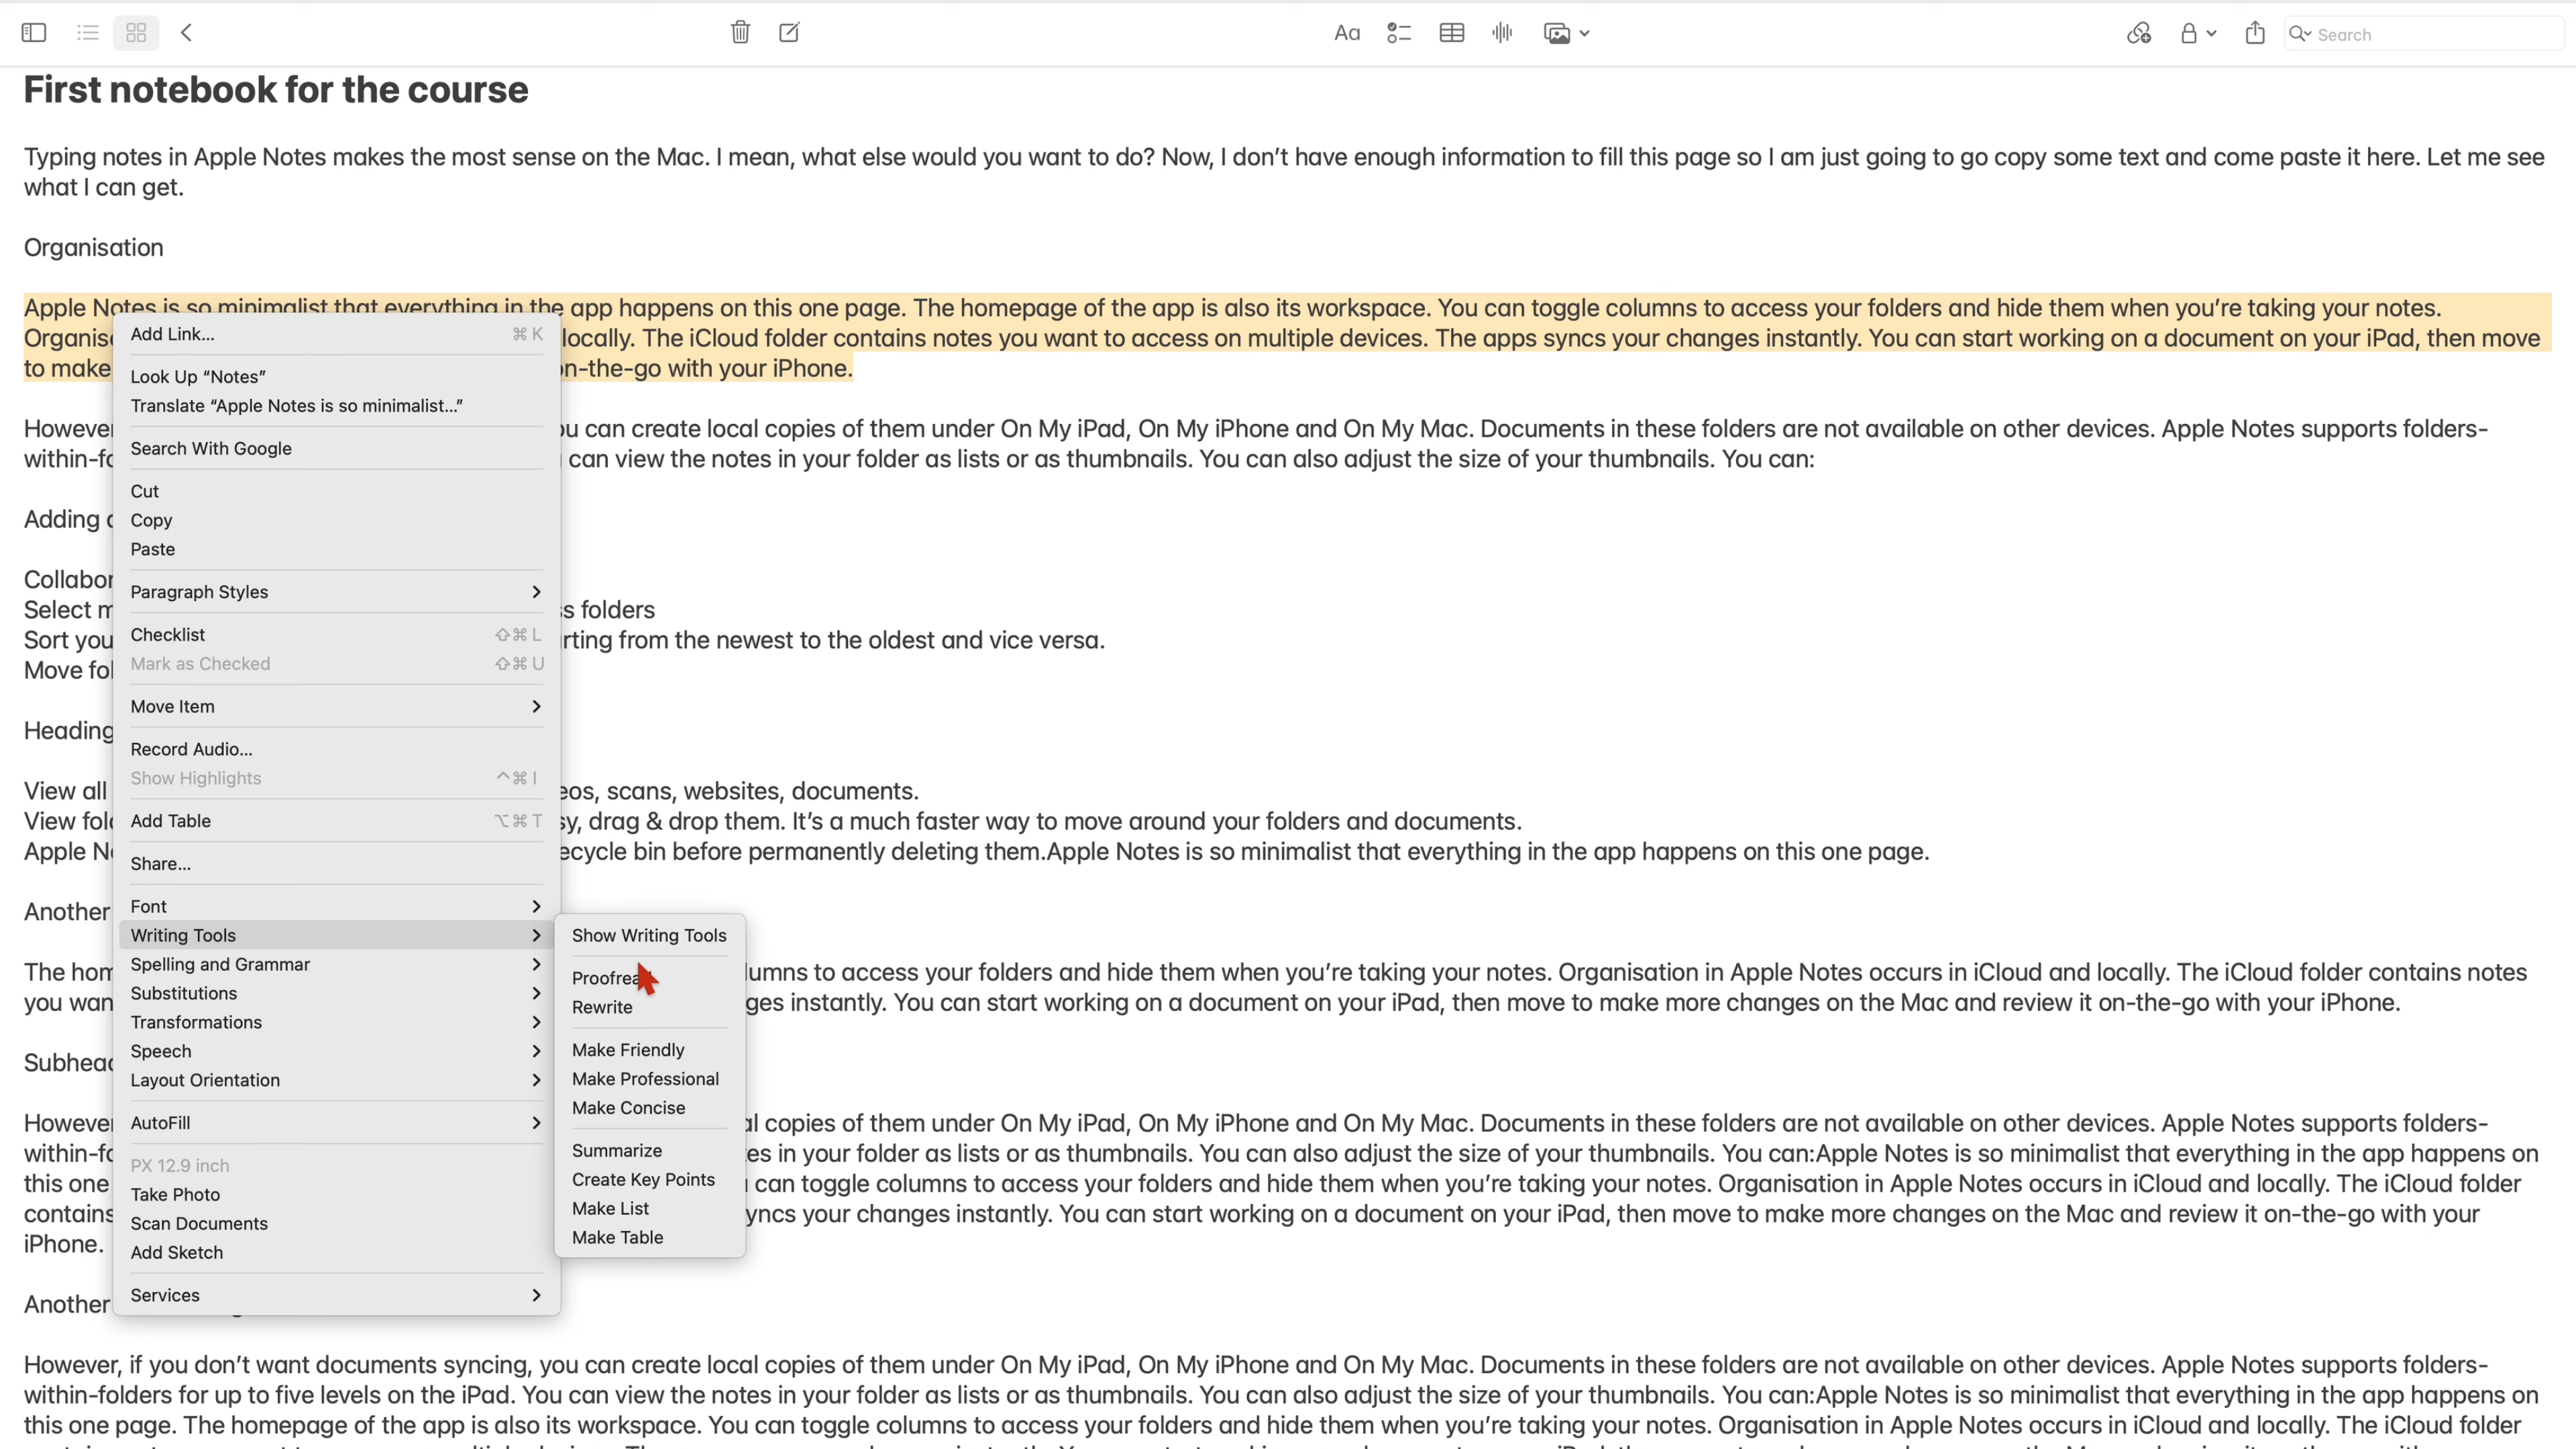 Search
First notebook for the course
Typing notes in Apple Notes makes the most sense on the Mac. I mean, what else would you want to do? Now, I don't have enough information to fill this page so I am just going to go copy some text and come paste it here. Let me see
what I can get.
Organisation
Apple Notes is so minimalist that everything in the app happens on this one page. The homepage of the app is also its workspace. You can toggle columns to access your folders and hide them when you're taking your notes.
locally. The iCloud folder contains notes you want to access on multiple devices. The apps syncs your changes instantly. You can start working on a document on your iPad, then move
to make on-the-go with your iPhone.
However can create local copies of them under On My iPad, On My iPhone and On My Mac. Documents in these folders are not available on other devices. Apple Notes supports folders-
can view the notes in your folder as lists or as thumbnails. You can also adjust the size of your thumbnails. You can:
Adding
Select folders
Sort from the newest to the oldest and vice versa.
Move
Heading
View all scans, websites, documents.
View drag & drop them. It's a much faster way to move around your folders and documents.
Apple bin before permanently deleting them.Apple Notes is so minimalist that everything in the app happens on this one page.
Another
The columns to access your folders and hide them when you're taking your notes. Organisation in Apple Notes occurs in iCloud and locally. The iCloud folder contains notes
you instantly. You can start working on a document on your iPad, then move to make more changes on the Mac and review it on-the-go with your iPhone.
However copies of them under On My iPad, On My iPhone and On My Mac. Documents in these folders are not available on other devices. Apple Notes supports folders-
in your folder as lists or as thumbnails. You can also adjust the size of your thumbnails. You can:Apple Notes is so minimalist that everything in the app happens on
this one can toggle columns to access your folders and hide them when you're taking your notes. Organisation in Apple Notes occurs in iCloud and locally. The iCloud folder
contains syncs your changes instantly. You can start working on a document on your iPad, then move to make more changes on the Mac and review it on-the-go with your
iPhone.
Another
However, if you don't want documents syncing, you can create local copies of them under On My iPad, On My iPhone and On My Mac. Documents in these folders are not available on other devices. Apple Notes supports folders-
within-folders for up to five levels on the iPad. You can view the notes in your folder as lists or as thumbnails. You can also adjust the size of your thumbnails. You can:Apple Notes is so minimalist that everything in the app happens on
this one page. The homepage of the app is also its workspace. You can toggle columns to access your folders and hide them when you're taking your notes. Organisation in Apple Notes occurs in iCloud and locally. The iCloud folder
Add Link... ⌘ K
Look Up “Notes”
Translate “Apple Notes is so minimalist...”
Search With Google
Cut
Copy
Paste
Paragraph Styles
Checklist ⇧⌘ L
Mark as Checked ⇧⌘ U
Move Item
Record Audio...
Show Highlights ^⌘ I
Add Table ⌥⌘ T
Share...
Font
Writing Tools
Spelling and Grammar
Substitutions
Transformations
Speech
Layout Orientation
AutoFill
PX 12.9 inch
Take Photo
Scan Documents
Add Sketch
Services
Show Writing Tools
Proofread
Rewrite
Make Friendly
Make Professional
Make Concise
Summarize
Create Key Points
Make List
Make Table